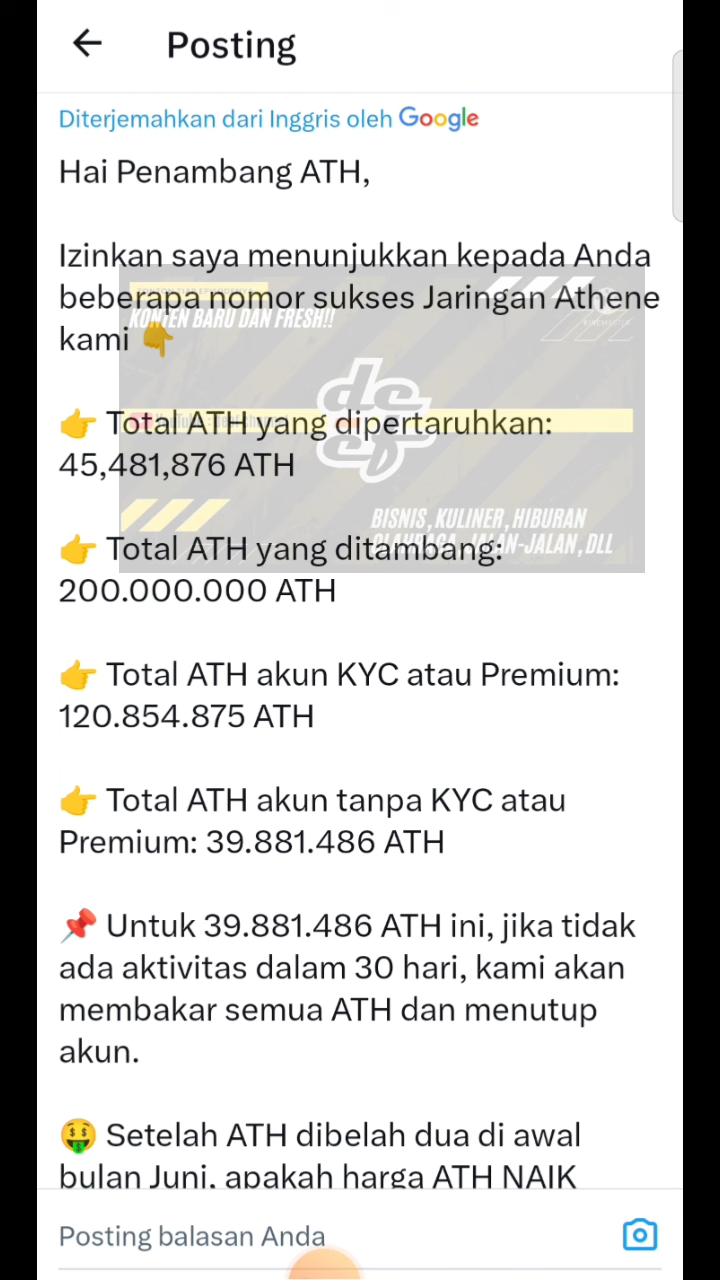 Posting
Diterjemahkan dari Inggris oleh Google
Hai Penambang ATH,
Izinkan saya menunjukkan kepada Anda
beberapa nomor sukses Jaringan Athene
KONTEN BARU DAN FRESH!!
kami 👇
👉 Total ATH yang dipertaruhkan:
45,481,876 ATH
BISNIS, KULINER, HIBURAN
👉 Total ATH yang ditambang:
JALAN-JALAN, DLL
200.000.000 ATH
👉 Total ATH akun KYC atau Premium:
120.854.875 ATH
👉 Total ATH akun tanpa KYC atau
Premium: 39.881.486 ATH
📌 Untuk 39.881.486 ATH ini, jika tidak
ada aktivitas dalam 30 hari, kami akan
membakar semua ATH dan menutup
akun.
🤑 Setelah ATH dibelah dua di awal
bulan Juni, apakah harga ATH NAIK
Posting balasan Anda